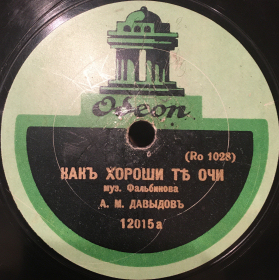 Odeon
(Ro 1028)
КАКЪ ХОРОШИ ТѢ ОЧИ
муз. Фальбинова
А. М. ДАВЫДОВЪ
12015а